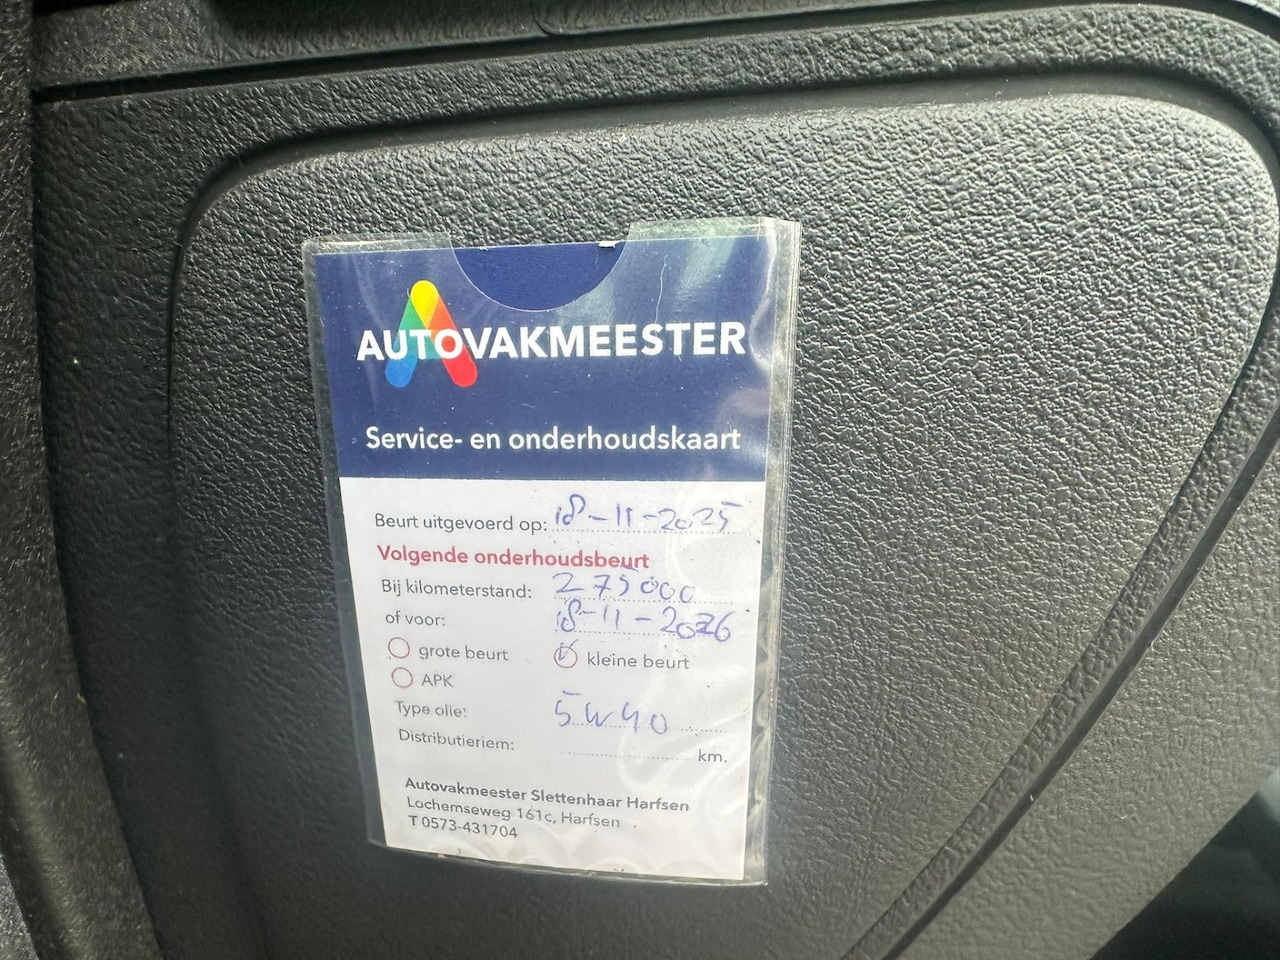 AUTOVAKMEESTER
Service- en onderhoudskaart
Beurt uitgevoerd op: 18-11-2025
Volgende onderhoudsbeurt
Bij kilometerstand: 275000
of voor: 18-11-2026
grote beurt kleine beurt
APK
Type olie: 5W40
Distributieriem: km.
Autovakmeester Slettenhaar Harfsen
Lochemseweg 161c, Harfsen
T 0573-431704